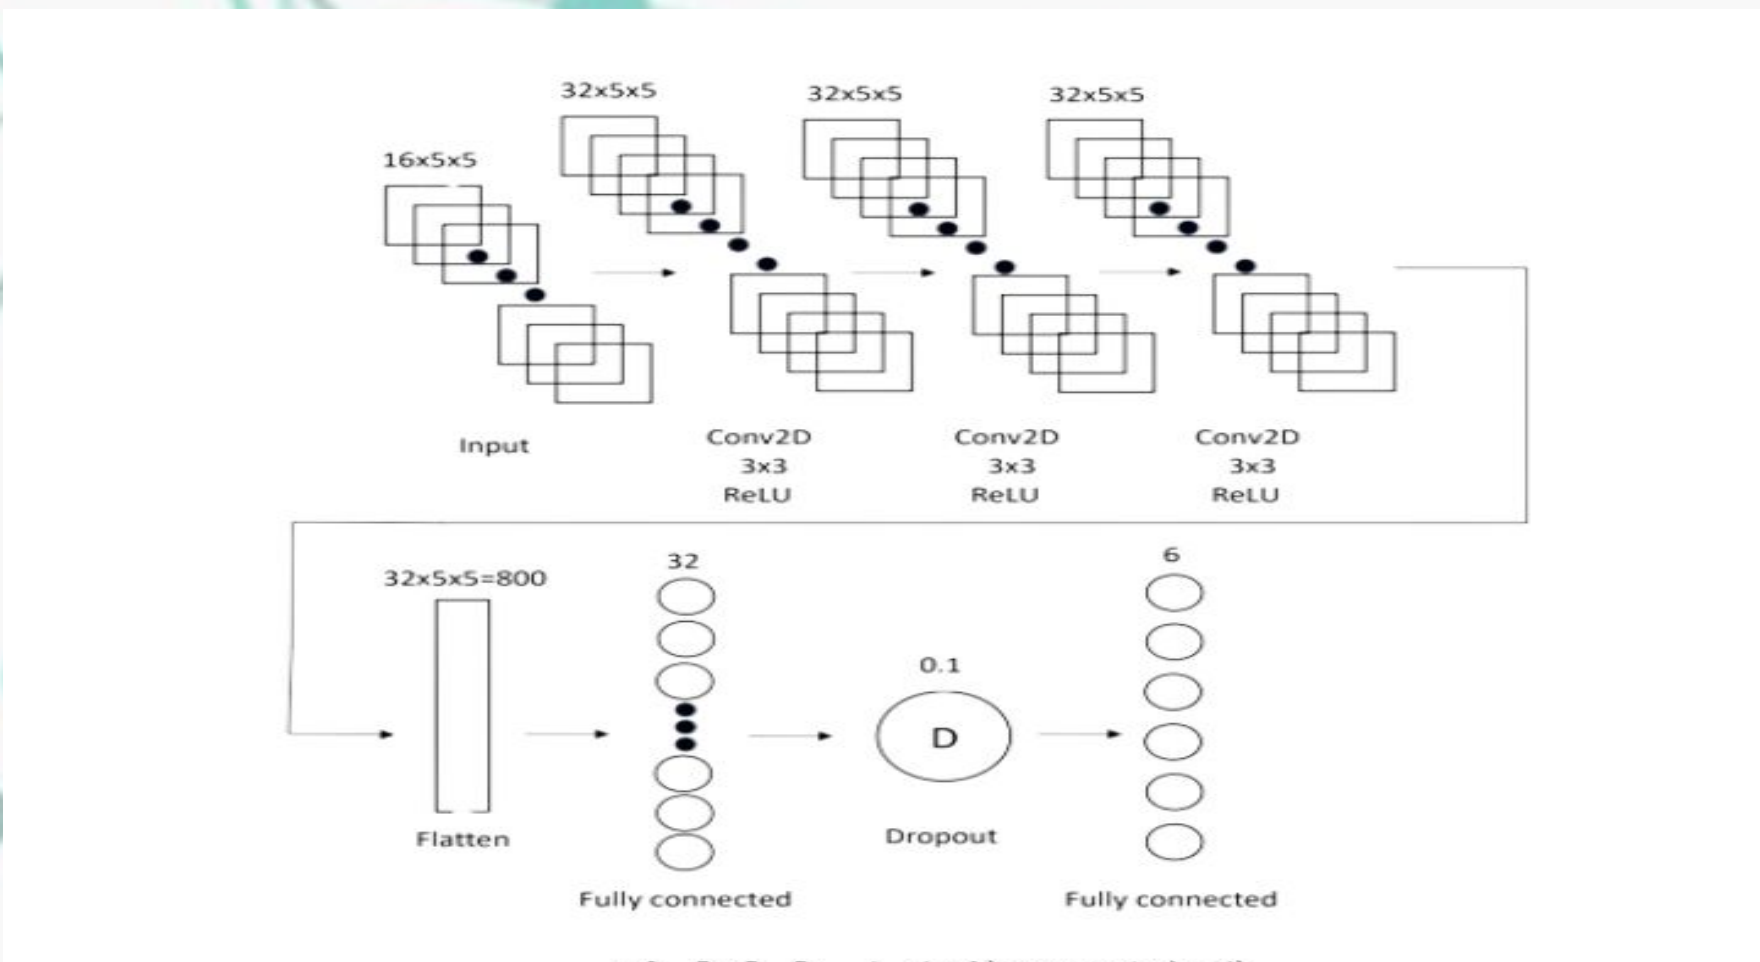 32x5x5
32x5x5
32x5x5
16x5x5
Input
Conv2D
3x3
ReLU
Conv2D
3x3
ReLU
Conv2D
3x3
ReLU
32x5x5=800
32
6
0.1
D
Flatten
Dropout
Fully connected
Fully connected